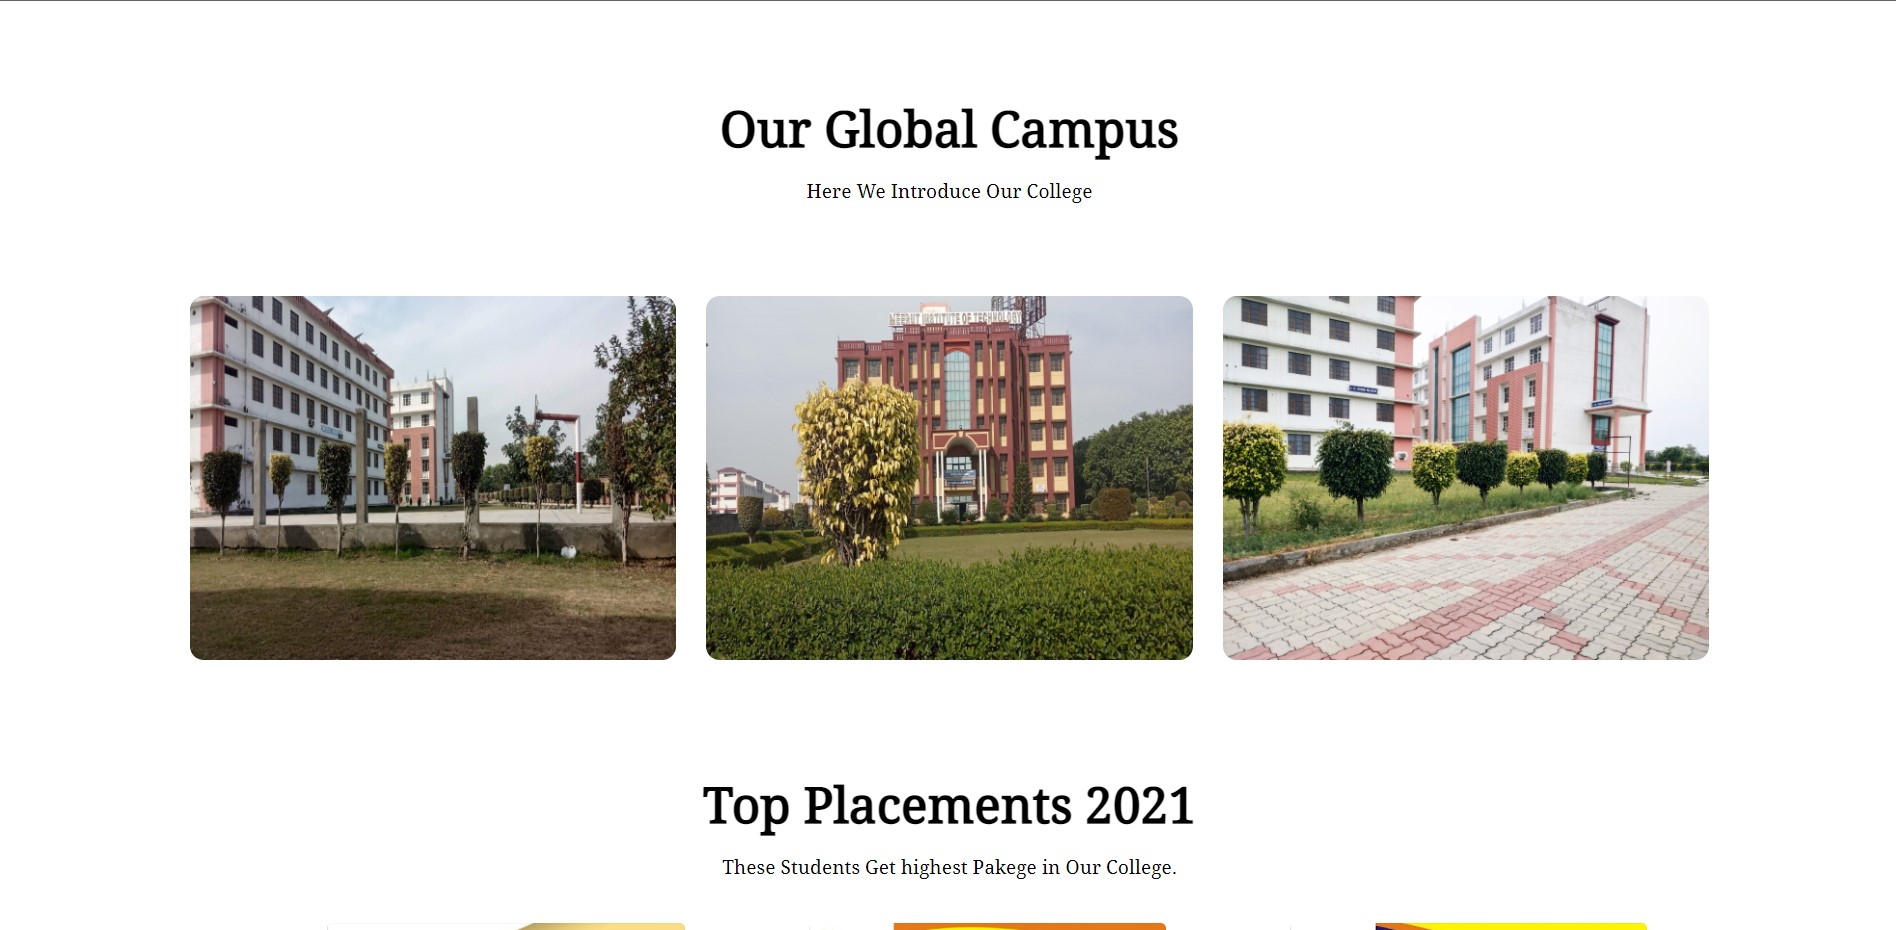 Our Global Campus
Here We Introduce Our College
MEERUT INSTITUTE OF TECHNOLOGY
Top Placements 2021
These Students Get highest Pakege in Our College.